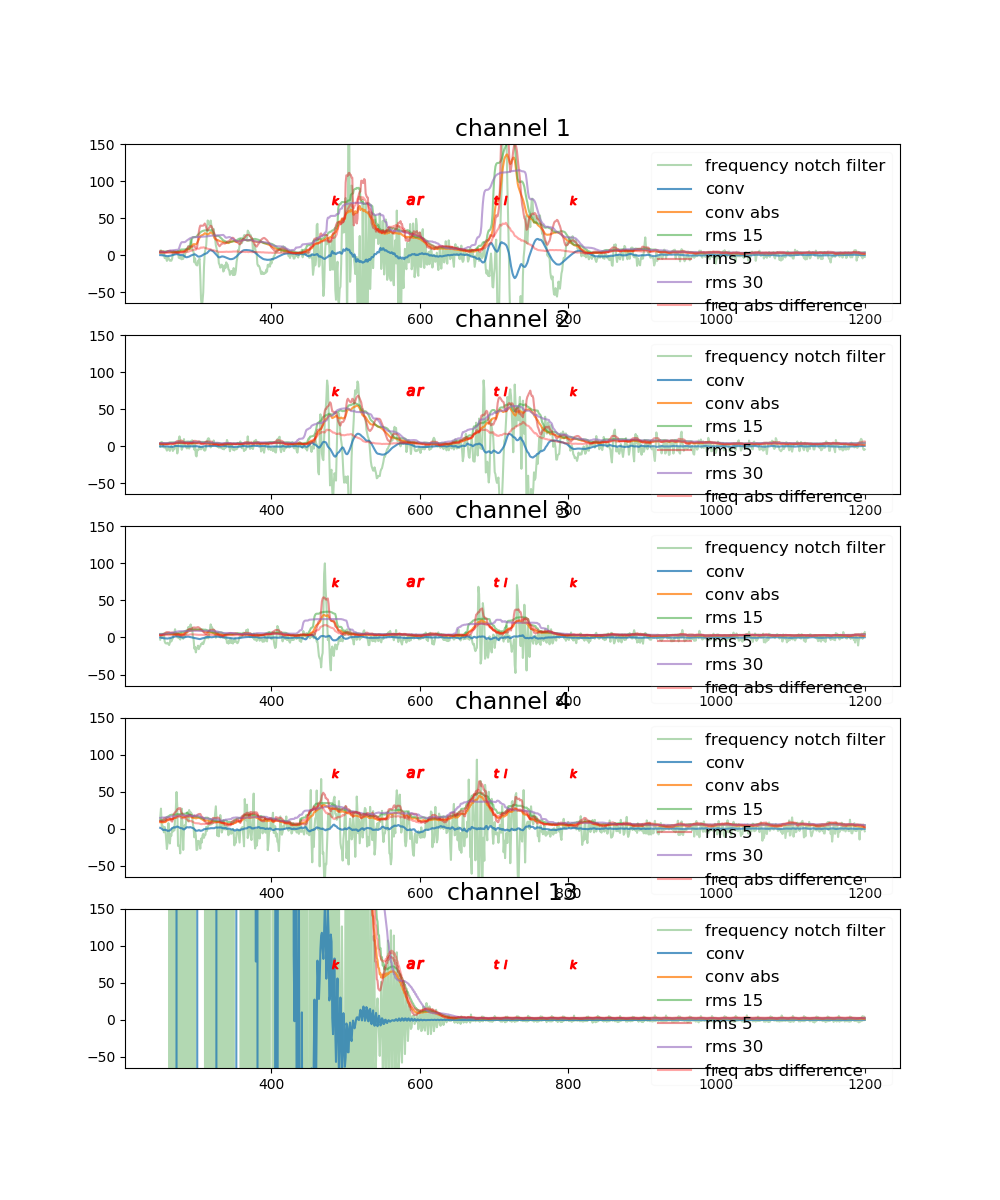 channel 1
150
100
50
0
−50
k ar t l k
frequency notch filter
conv
conv abs
rms 15
rms 5
rms 30
freq abs difference
400 600 800 1000 1200
channel 2
150
100
50
0
−50
k ar t l k
frequency notch filter
conv
conv abs
rms 15
rms 5
rms 30
freq abs difference
400 600 800 1000 1200
channel 3
150
100
50
0
−50
k ar t l k
frequency notch filter
conv
conv abs
rms 15
rms 5
rms 30
freq abs difference
400 600 800 1000 1200
channel 4
150
100
50
0
−50
k ar t l k
frequency notch filter
conv
conv abs
rms 15
rms 5
rms 30
freq abs difference
400 600 800 1000 1200
channel 13
150
100
50
0
−50
k ar t l k
frequency notch filter
conv
conv abs
rms 15
rms 5
rms 30
freq abs difference
400 600 800 1000 1200